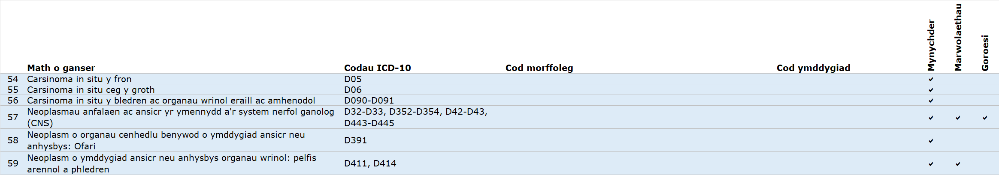 Math o ganser Codau ICD-10 Cod morffoleg Cod ymddygiad Mynychder Marwolaethau Goroesi
54 Carsinoma in situ y fron D05 ✓
55 Carsinoma in situ ceg y groth D06 ✓
56 Carsinoma in situ y bledren ac organau wrinol eraill ac amhenodol D090-D091 ✓
57 Neoplasmau anfalaen ac ansicr yr ymennydd a'r system nerfol ganolog
(CNS) D32-D33, D352-D354, D42-D43,
D443-D445 ✓ ✓ ✓
58 Neoplasm o organau cenhedlu benywod o ymddygiad ansicr neu
anhysbys: Ofari D391 ✓
59 Neoplasm o ymddygiad ansicr neu anhysbys organau wrinol: pelfis
arennol a phledren D411, D414 ✓ ✓